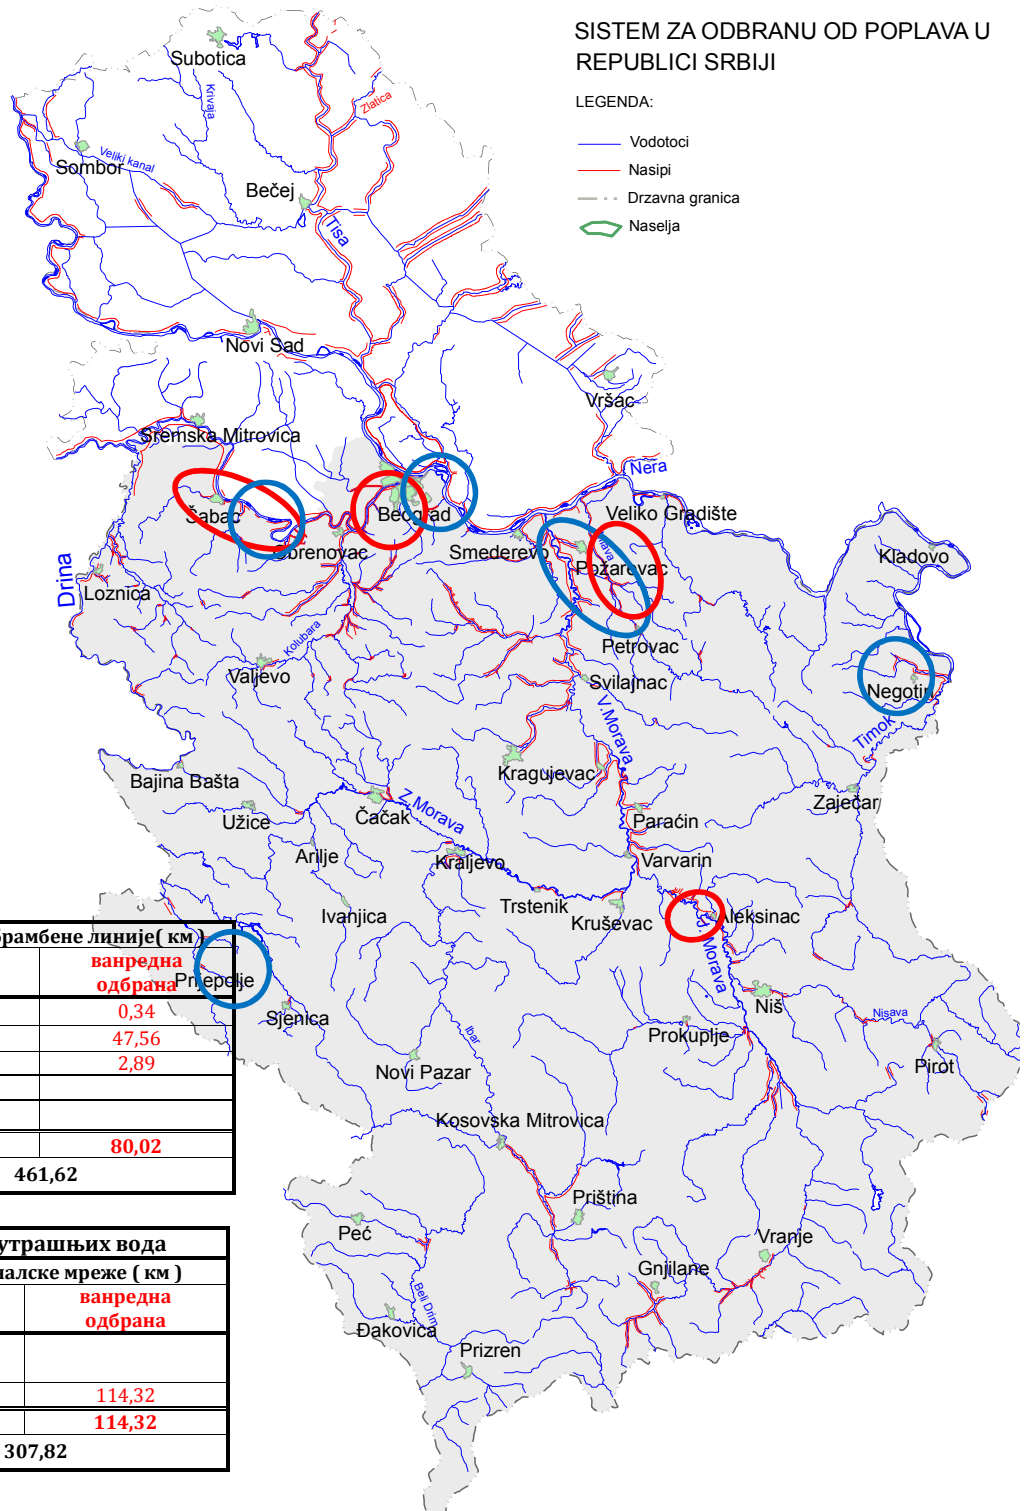 SISTEM ZA ODBRANU OD POPLAVA U
REPUBLICI SRBIJI
LEGENDA:
Vodotoci
Nasipi
Drzavna granica
Naselja
Subotica
Krivaja
Zlatica
Sombor
Veliki kanal
Bečej
Tisa
Novi Sad
Vršac
Sremska Mitrovica
Nera
Šabac
Beograd
Veliko Gradište
Obrenovac
Smederevo
Kladovo
Drina
Požarevac
Loznica
Kolubara
Petrovac
Valjevo
Svilajnac
Negotin
V.Morava
Timok
Bajina Bašta
Kragujevac
Zaječar
Užice
Čačak
Z.Morava
Paraćin
Arilje
Kraljevo
Varvarin
Ivanjica
Trstenik
Kruševac
Aleksinac
J.Morava
Prijepolje
Sjenica
Niš
Nisava
Ibar
Prokuplje
Novi Pazar
Pirot
Kosovska Mitrovica
Priština
Peć
Vranje
Gnjilane
Beli Drim
Đakovica
Prizren
брамбене линије( км )
ванредна
одбрана
0,34
47,56
2,89
80,02
461,62
утрашњих вода
налске мреже ( км )
ванредна
одбрана
114,32
114,32
307,82